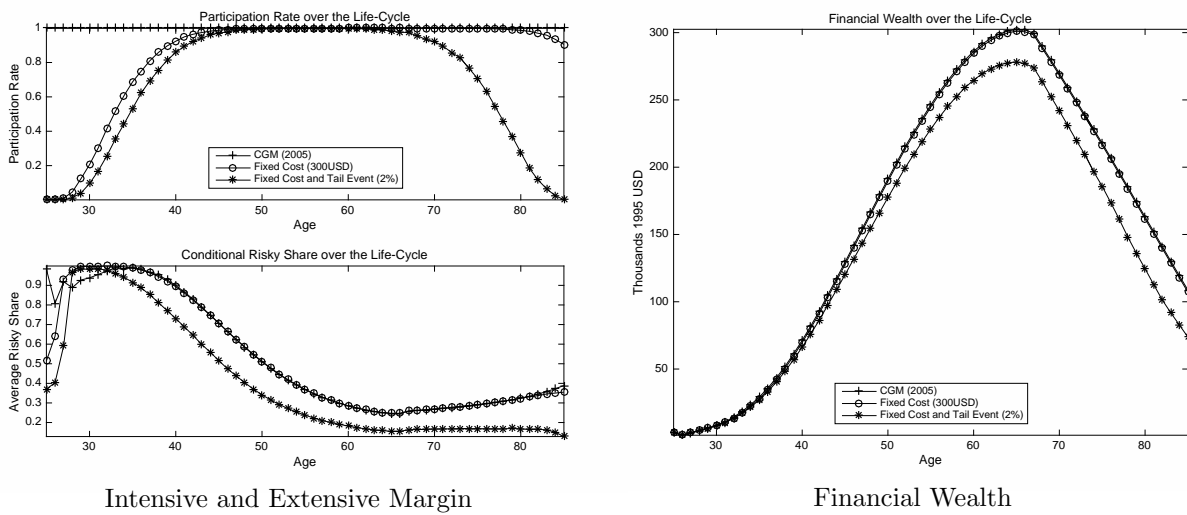 Participation Rate over the Life-Cycle
1
0.8
0.6
0.4
0.2
Participation Rate
CGM (2005)
Fixed Cost (300USD)
Fixed Cost and Tail Event (2%)
30 40 50 60 70 80
Age
Conditional Risky Share over the Life-Cycle
0.9
0.8
0.7
0.6
0.5
0.4
0.3
0.2
Average Risky Share
30 40 50 60 70 80
Age
Intensive and Extensive Margin
Financial Wealth over the Life-Cycle
300
250
200
150
100
50
Thousands 1995 USD
CGM (2005)
Fixed Cost (300USD)
Fixed Cost and Tail Event (2%)
30 40 50 60 70 80
Age
Financial Wealth